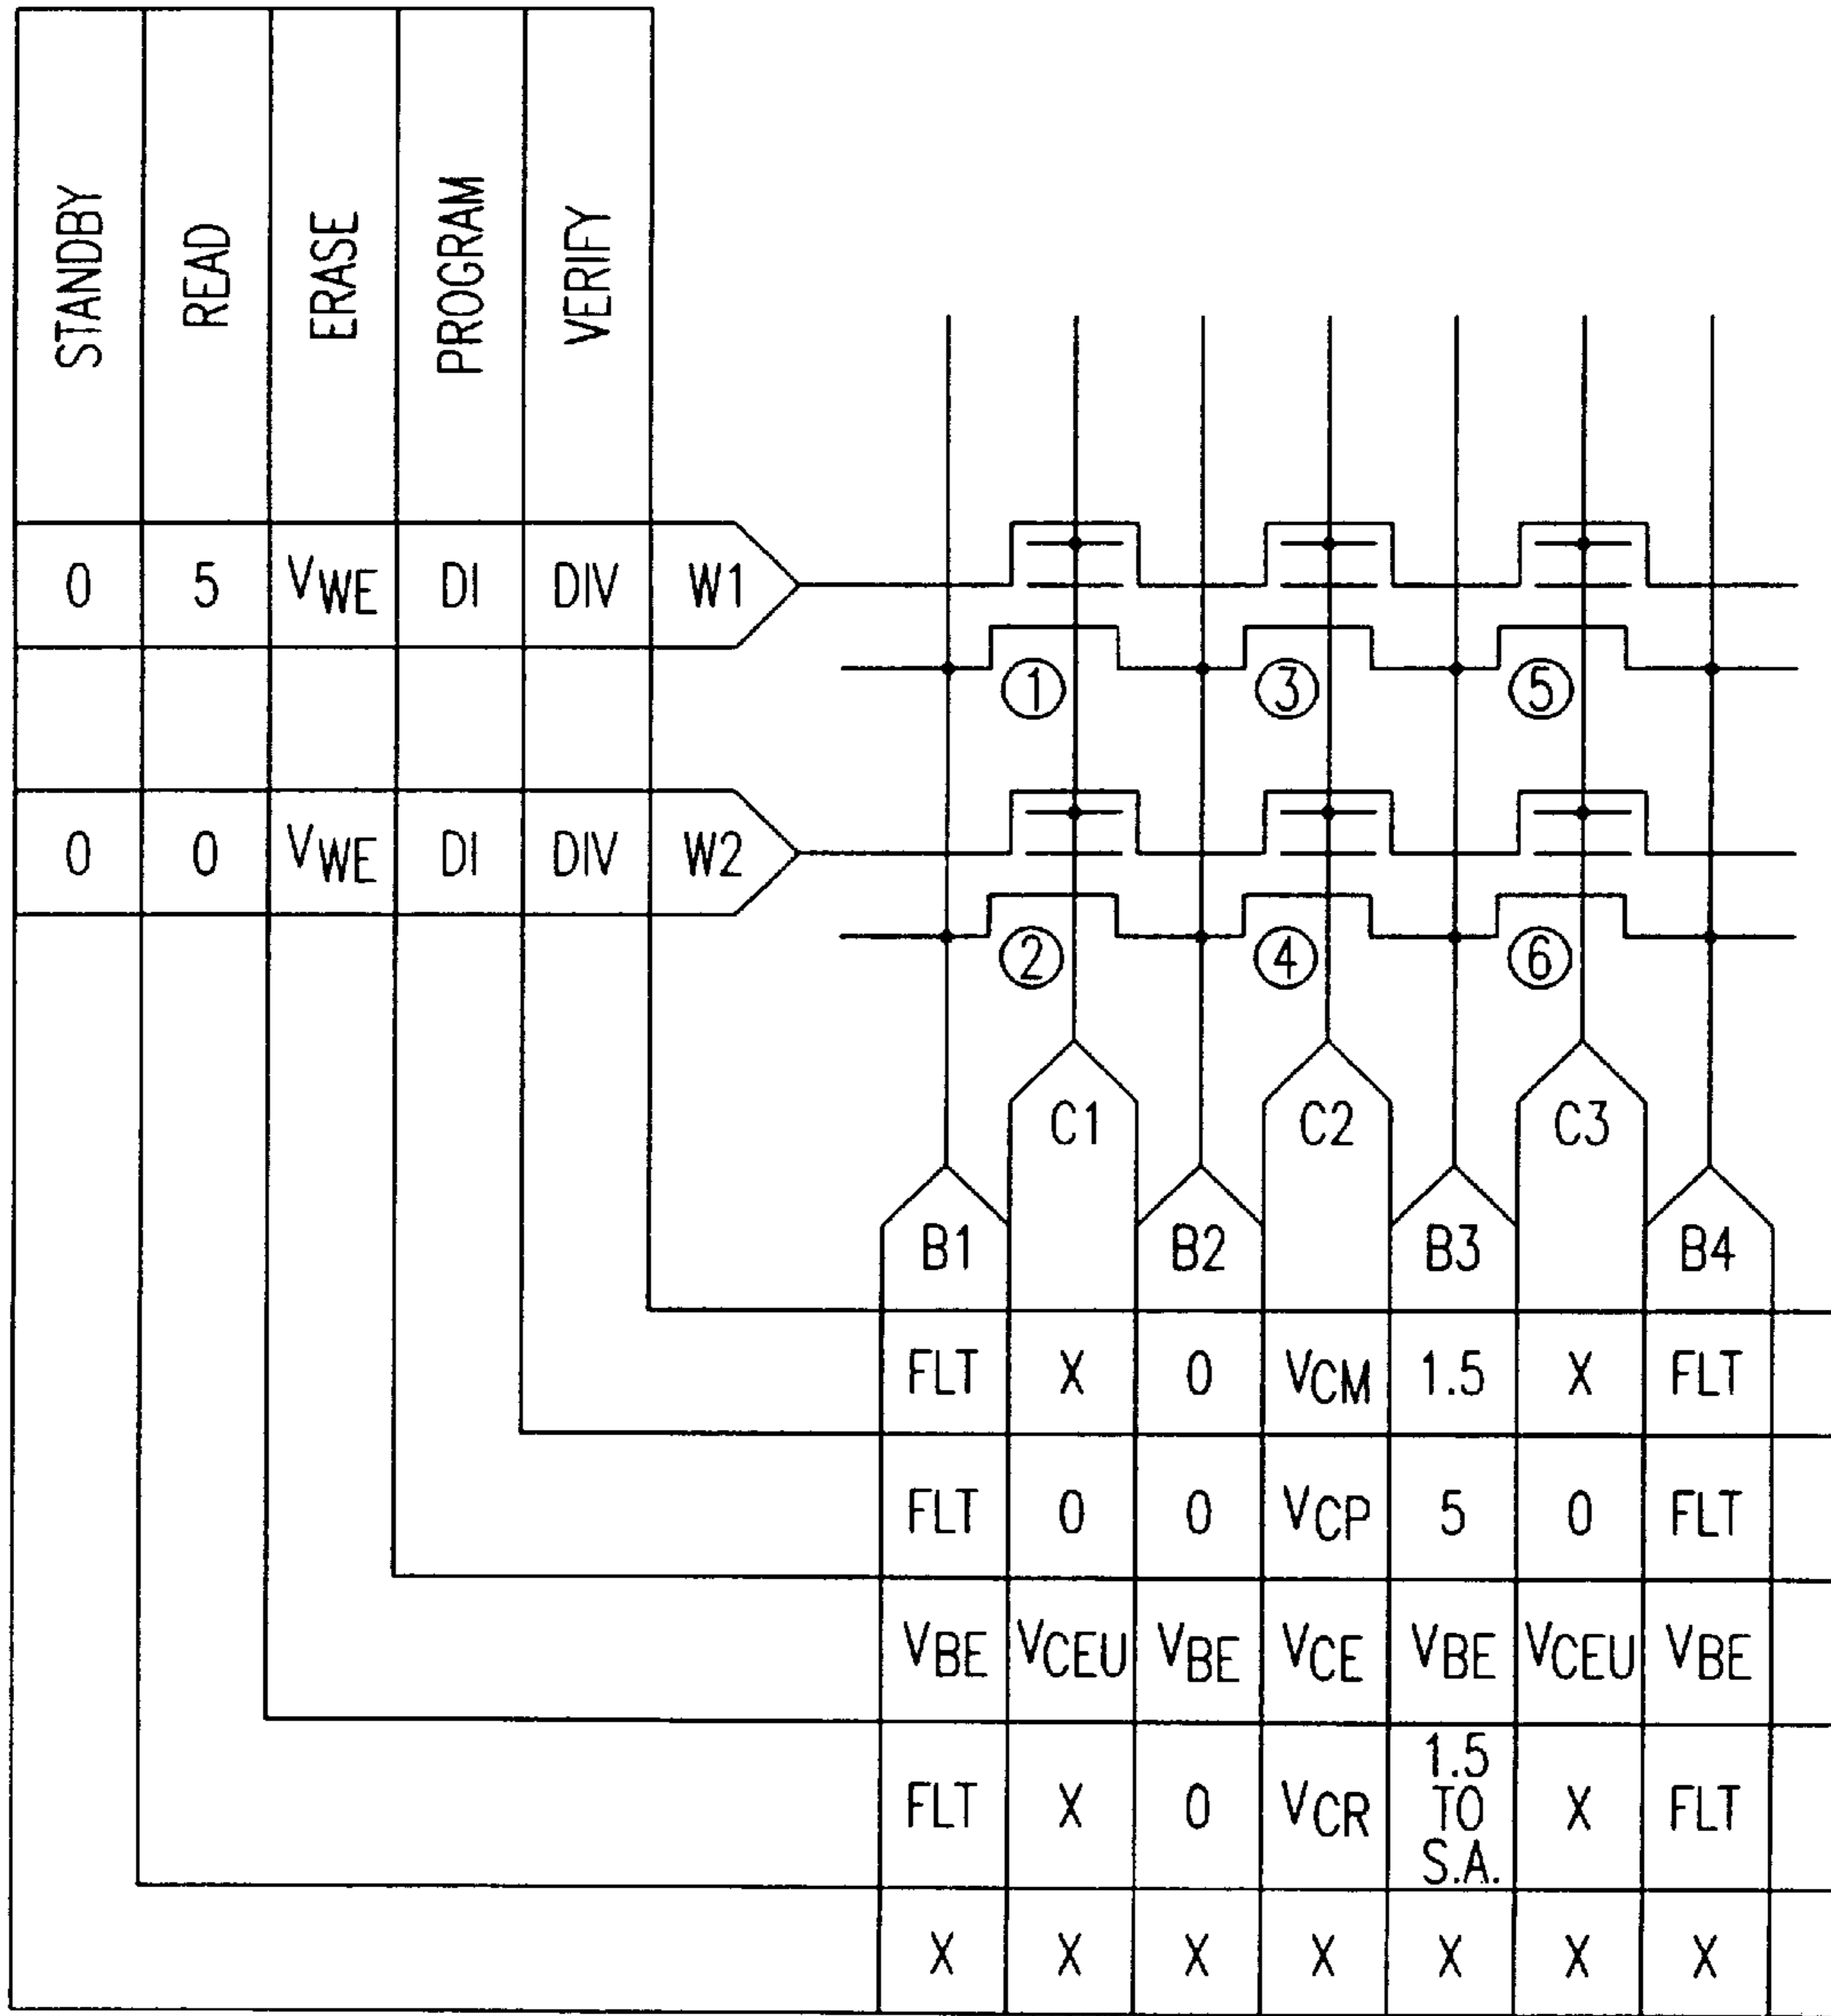 STANDBY
READ
ERASE
PROGRAM
VERIFY
0 5 VWE DI DIV W1
① ③ ⑤
0 0 VWE DI DIV W2
② ④ ⑥
C1 C2 C3
B1 B2 B3 B4
FLT X 0 VCM 1.5 X FLT
FLT 0 0 VCP 5 0 FLT
VBE VCEU VBE VCE VBE VCEU VBE
FLT X 0 VCR 1.5 TO S.A. X FLT
X X X X X X X